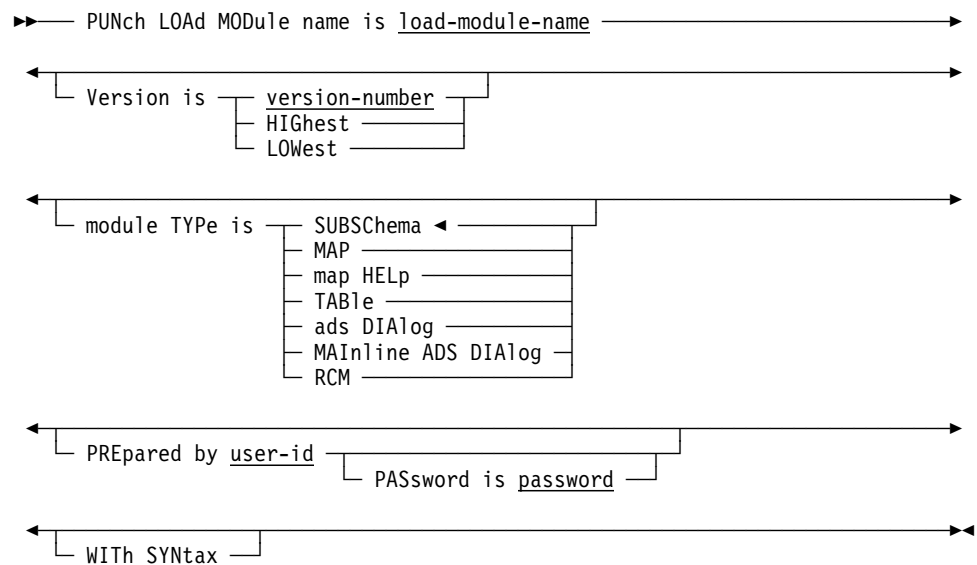 PUNch LOAd MODule name is load-module-name
Version is version-number
HIGhest
LOWest
module TYPe is SUBSChema
MAP
map HELp
TABle
ads DIAlog
MAInline ADS DIAlog
RCM
PREpared by user-id
PASsword is password
WITh SYNtax